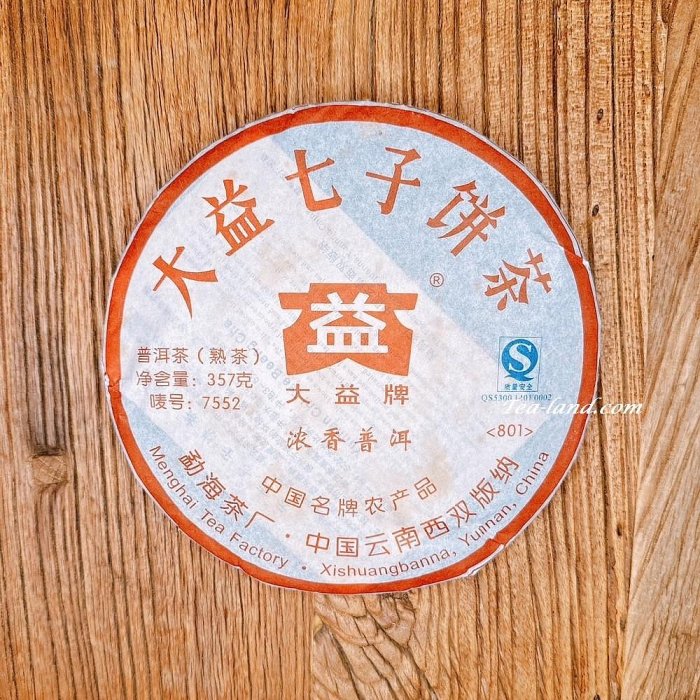 大益七子饼茶
益
®
普洱茶（熟茶）
净含量：357克
唛号：7552
大益牌
浓香普洱
质量安全
QS5300 1401 0002
Tea-land.com
<801>
中国名牌农产品
勐海茶厂·中国云南西双版纳
Menghai Tea Factory · Xishuangbanna, Yunnan, China